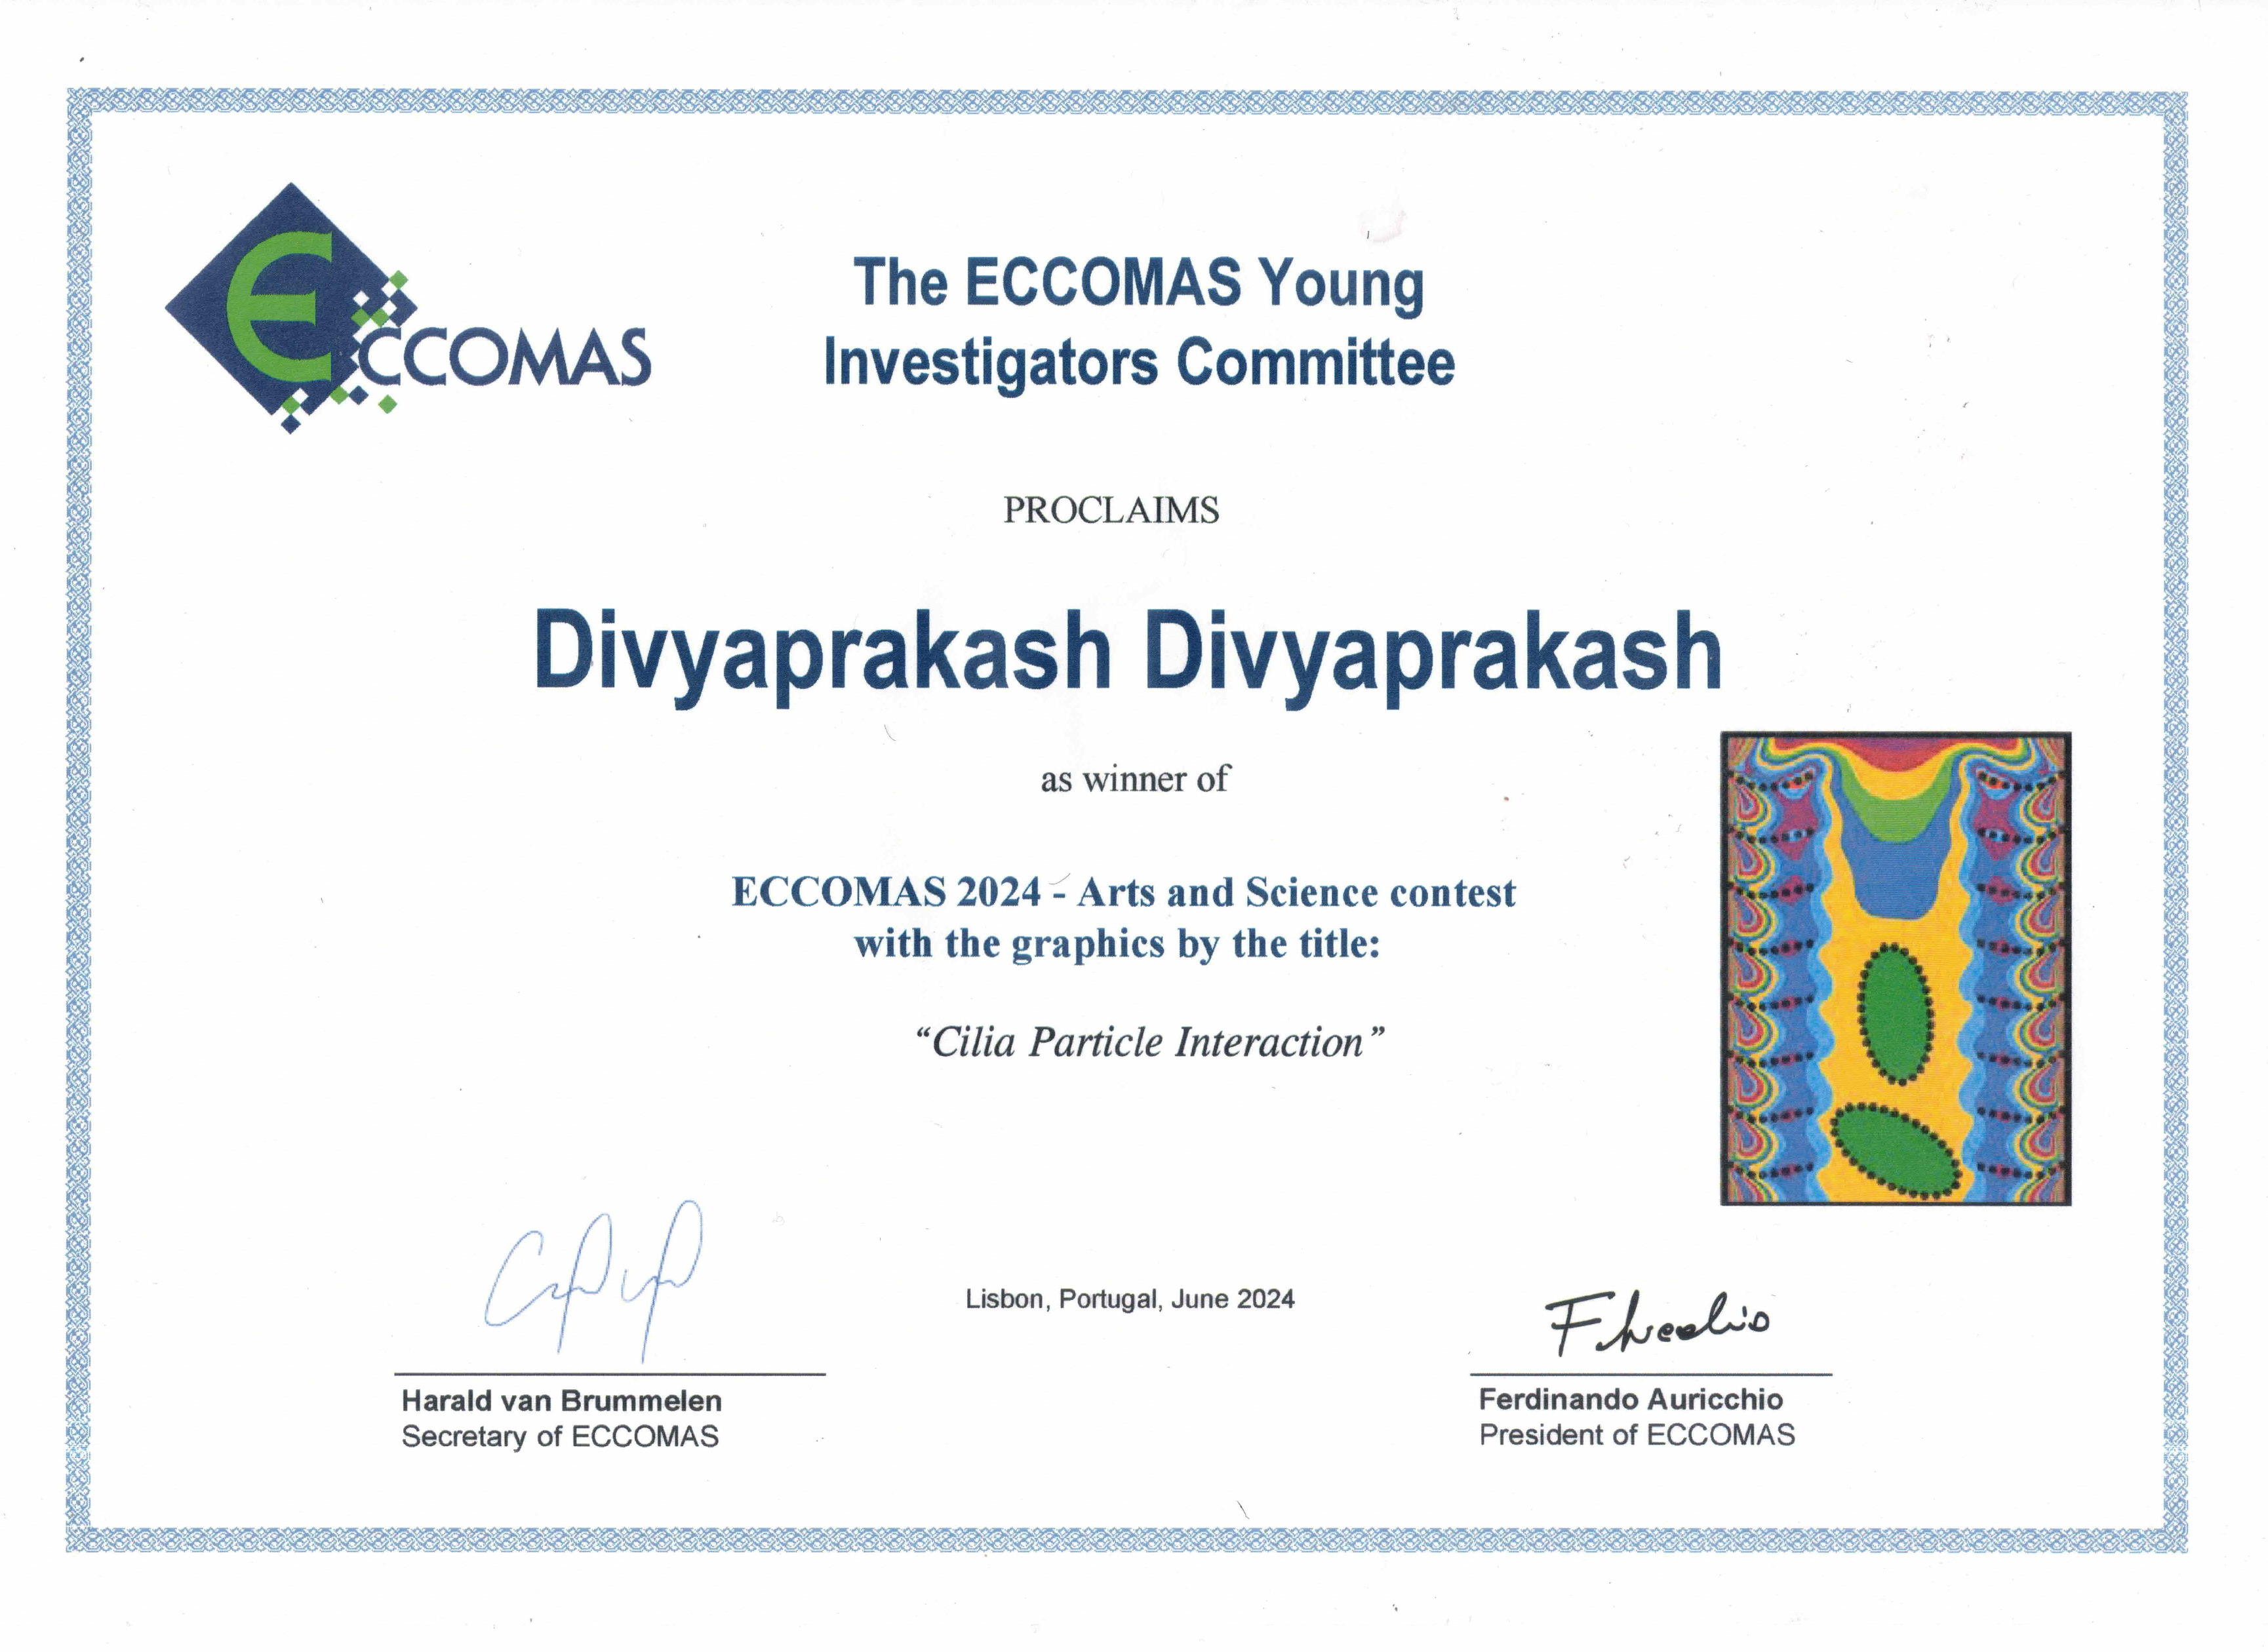 ECCOMAS
The ECCOMAS Young
Investigators Committee
PROCLAIMS
Divyaprakash Divyaprakash
as winner of
ECCOMAS 2024 - Arts and Science contest
with the graphics by the title:
“Cilia Particle Interaction”
Lisbon, Portugal, June 2024
Harald van Brummelen
Secretary of ECCOMAS
Ferdinando Auricchio
President of ECCOMAS